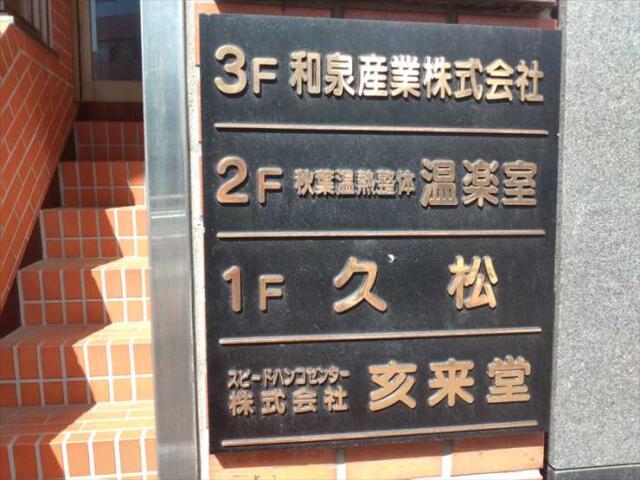 3F 和泉産業株式会社
2F 秋葉温熱整体 温楽室
1F 久松
スピードハンコセンター
株式会社 亥来堂